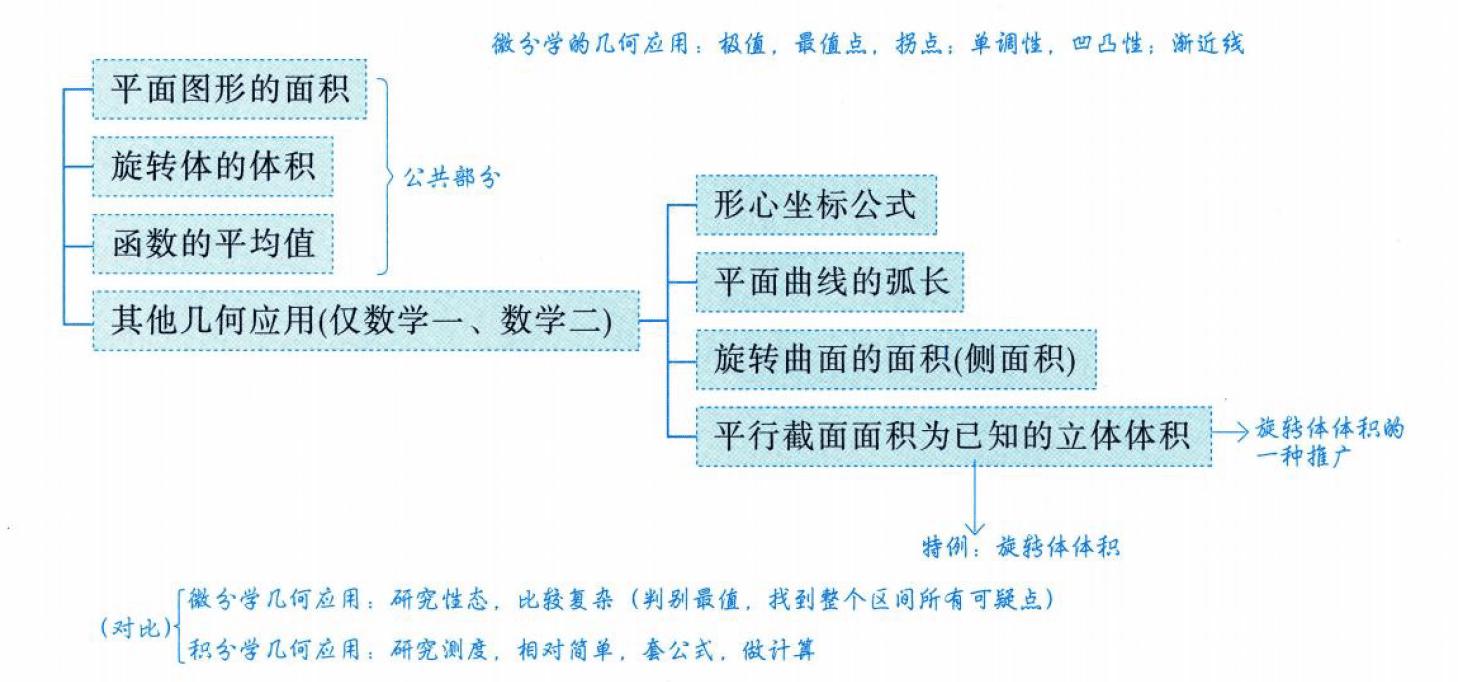 微分学的几何应用：极值，最值点，拐点；单调性，凹凸性；渐近线
平面图形的面积
旋转体的体积
函数的平均值
公共部分
其他几何应用(仅数学一、数学二)
形心坐标公式
平面曲线的弧长
旋转曲面的面积(侧面积)
平行截面面积为已知的立体体积
旋转体体积的
一种推广
特例：旋转体体积
(对比)
微分学几何应用：研究性态，比较复杂（判别最值，找到整个区间所有可疑点）
积分学几何应用：研究测度，相对简单，套公式，做计算